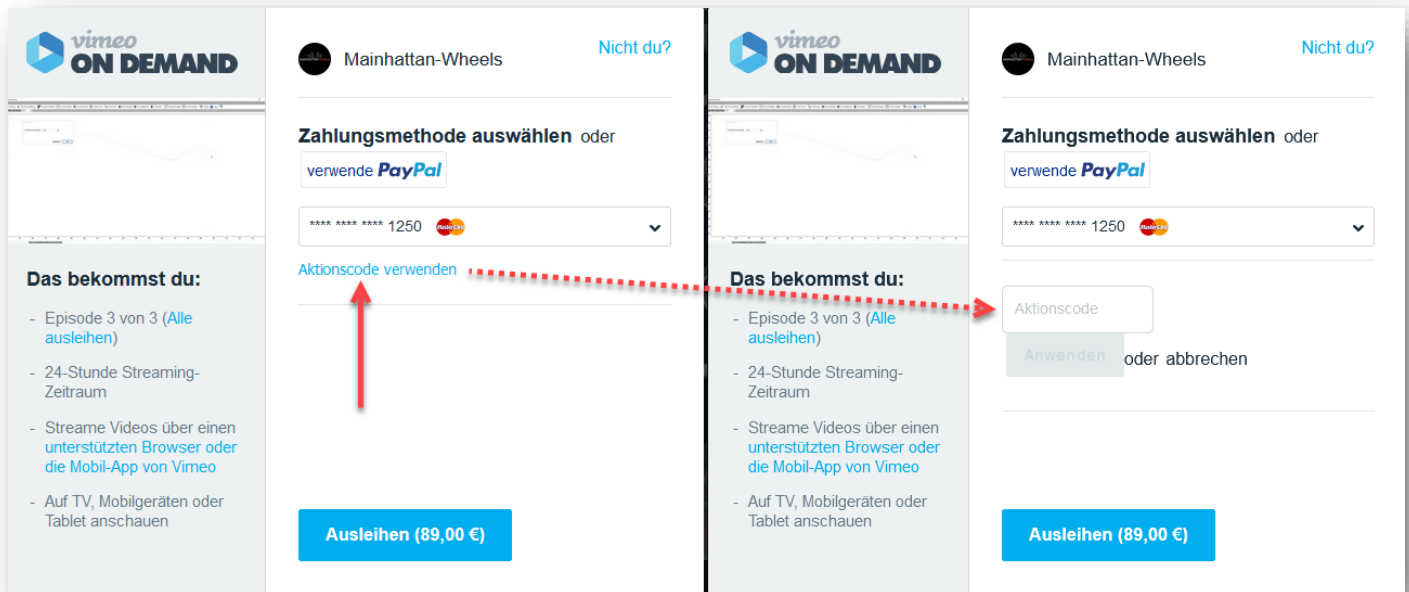 vimeo
ON DEMAND
Das bekommst du:
- Episode 3 von 3 (Alle
ausleihen)
- 24-Stunde Streaming-
Zeitraum
- Streame Videos über einen
unterstützten Browser oder
die Mobil-App von Vimeo
- Auf TV, Mobilgeräten oder
Tablet anschauen
Mainhattan-Wheels
Nicht du?
Zahlungsmethode auswählen oder
verwende PayPal
**** **** **** 1250 MasterCard
Aktionscode verwenden
Ausleihen (89,00 €)
vimeo
ON DEMAND
Das bekommst du:
- Episode 3 von 3 (Alle
ausleihen)
- 24-Stunde Streaming-
Zeitraum
- Streame Videos über einen
unterstützten Browser oder
die Mobil-App von Vimeo
- Auf TV, Mobilgeräten oder
Tablet anschauen
Mainhattan-Wheels
Nicht du?
Zahlungsmethode auswählen oder
verwende PayPal
**** **** **** 1250 MasterCard
Aktionscode
Anwenden oder abbrechen
Ausleihen (89,00 €)